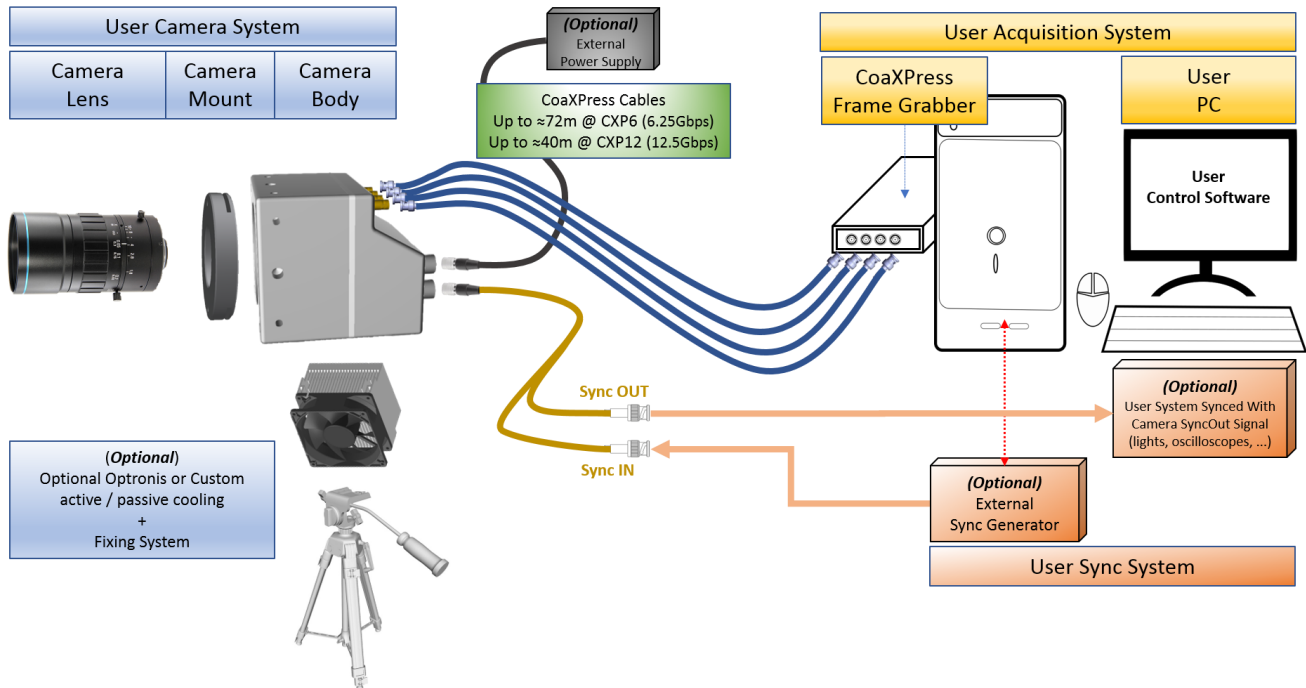 User Camera System
Camera
Lens
Camera
Mount
Camera
Body
(Optional)
External
Power Supply
CoaXPress Cables
Up to ≈72m @ CXP6 (6.25Gbps)
Up to ≈40m @ CXP12 (12.5Gbps)
User Acquisition System
CoaXPress
Frame Grabber
User
PC
User
Control Software
Sync OUT
Sync IN
(Optional)
User System Synced With
Camera SyncOut Signal
(lights, oscilloscopes, ...)
(Optional)
External
Sync Generator
User Sync System
(Optional)
Optional Optronis or Custom
active / passive cooling
+
Fixing System